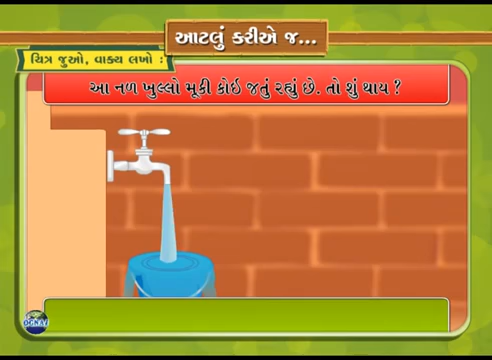 આટલું કરીએ જ...
ચિત્ર જુઓ, વાક્ય લખો :
આ નળ ખુલ્લો મૂકી કોઇ જતું રહ્યું છે. તો શું થાય ?